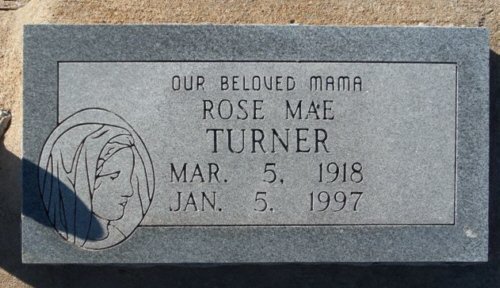 OUR BELOVED MAMA
ROSE MAE
TURNER
MAR. 5, 1918
JAN. 5, 1997